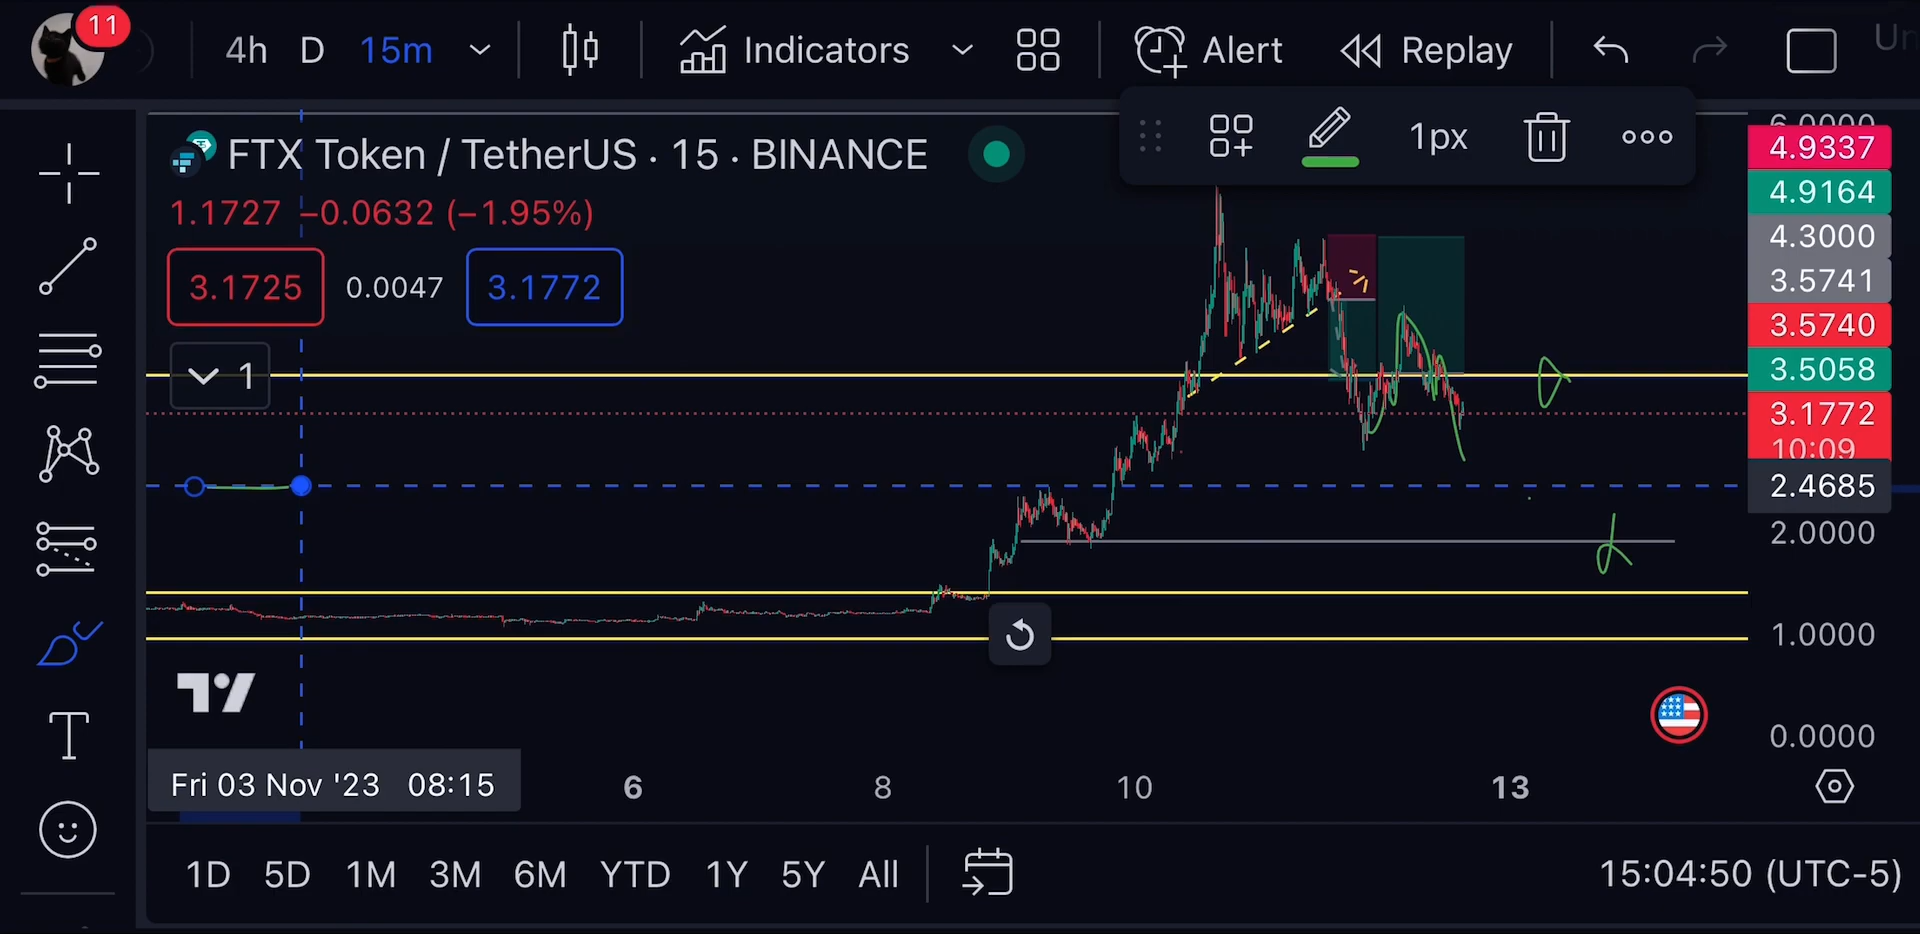 11
4h D 15m Indicators Alert Replay Un
FTX Token / TetherUS · 15 · BINANCE
1px
6.0000
4.9337
4.9164
4.3000
3.5741
3.5740
3.5058
3.1772
10:09
2.4685
2.0000
1.0000
0.0000
1.1727 −0.0632 (−1.95%)
3.1725 0.0047 3.1772
1
Fri 03 Nov '23 08:15 6 8 10 13
1D 5D 1M 3M 6M YTD 1Y 5Y All 15:04:50 (UTC-5)